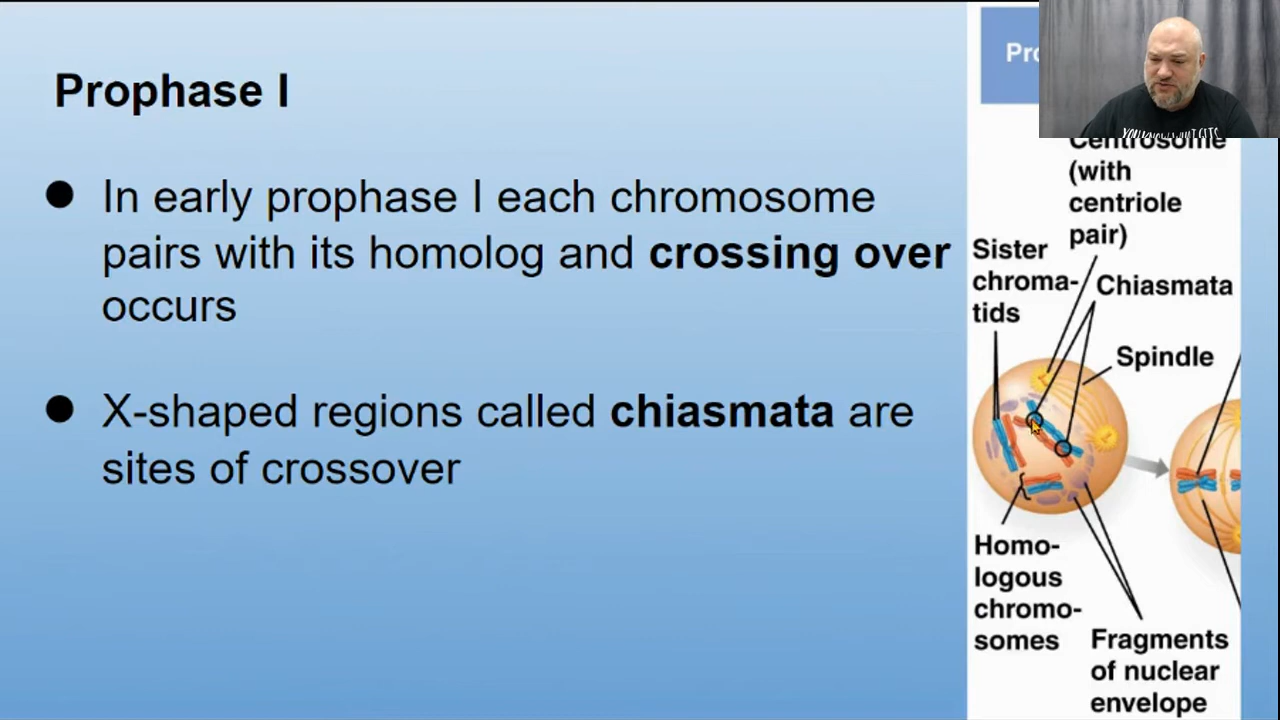 Prophase I
● In early prophase I each chromosome
pairs with its homolog and crossing over
occurs
● X-shaped regions called chiasmata are
sites of crossover
Centrosome
(with
centriole
pair)
Sister
chroma-
tids
Chiasmata
Spindle
Homo-
logous
chromo-
somes
Fragments
of nuclear
envelope